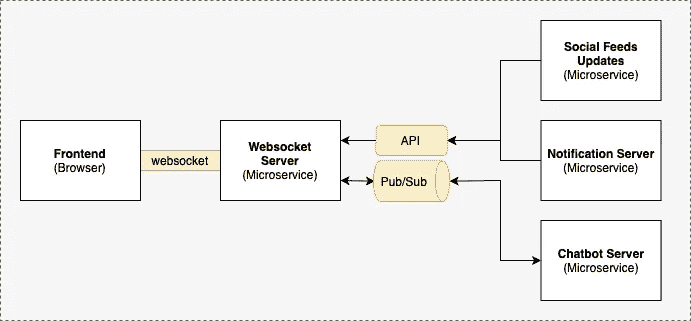 Social Feeds
Updates
(Microservice)
Frontend
(Browser)
websocket
Websocket
Server
(Microservice)
API
Pub/Sub
Notification Server
(Microservice)
Chatbot Server
(Microservice)